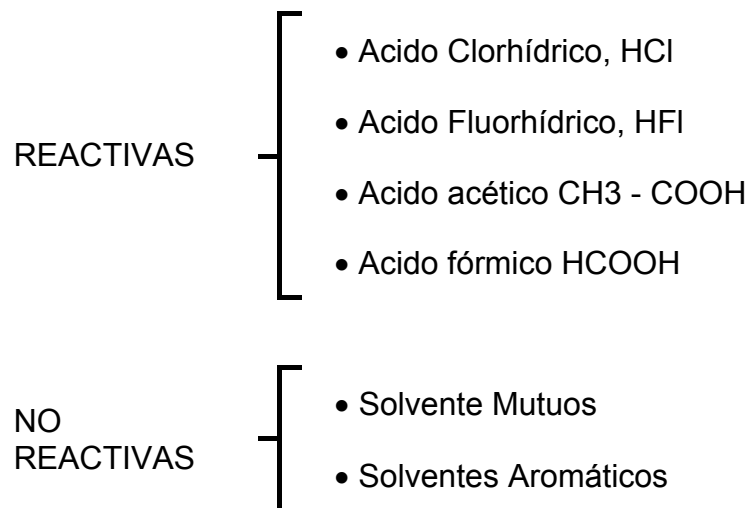 REACTIVAS
• Acido Clorhídrico, HCl
• Acido Fluorhídrico, HFl
• Acido acético CH3 - COOH
• Acido fórmico HCOOH
NO
REACTIVAS
• Solvente Mutuos
• Solventes Aromáticos